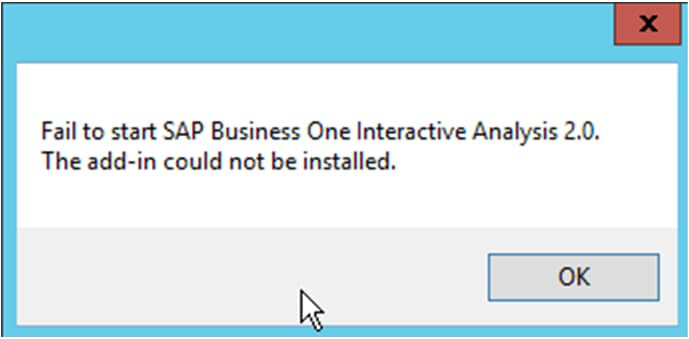 X
Fail to start SAP Business One Interactive Analysis 2.0.
The add-in could not be installed.
OK